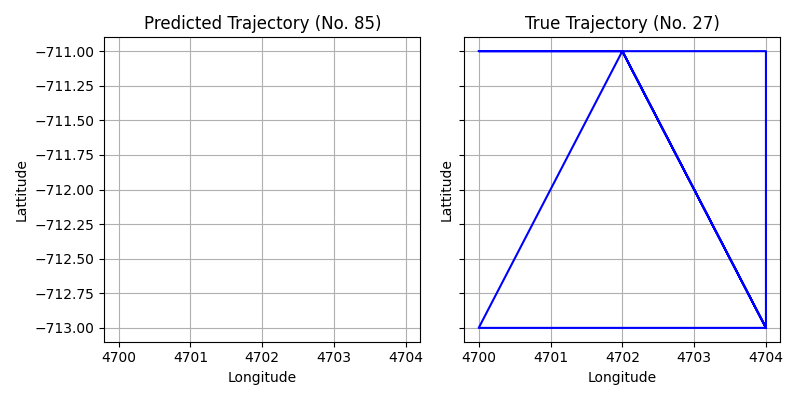 Predicted Trajectory (No. 85)
True Trajectory (No. 27)
−711.00
−711.25
−711.50
−711.75
−712.00
−712.25
−712.50
−712.75
−713.00
Lattitude
Lattitude
4700 4701 4702 4703 4704
4700 4701 4702 4703 4704
Longitude
Longitude